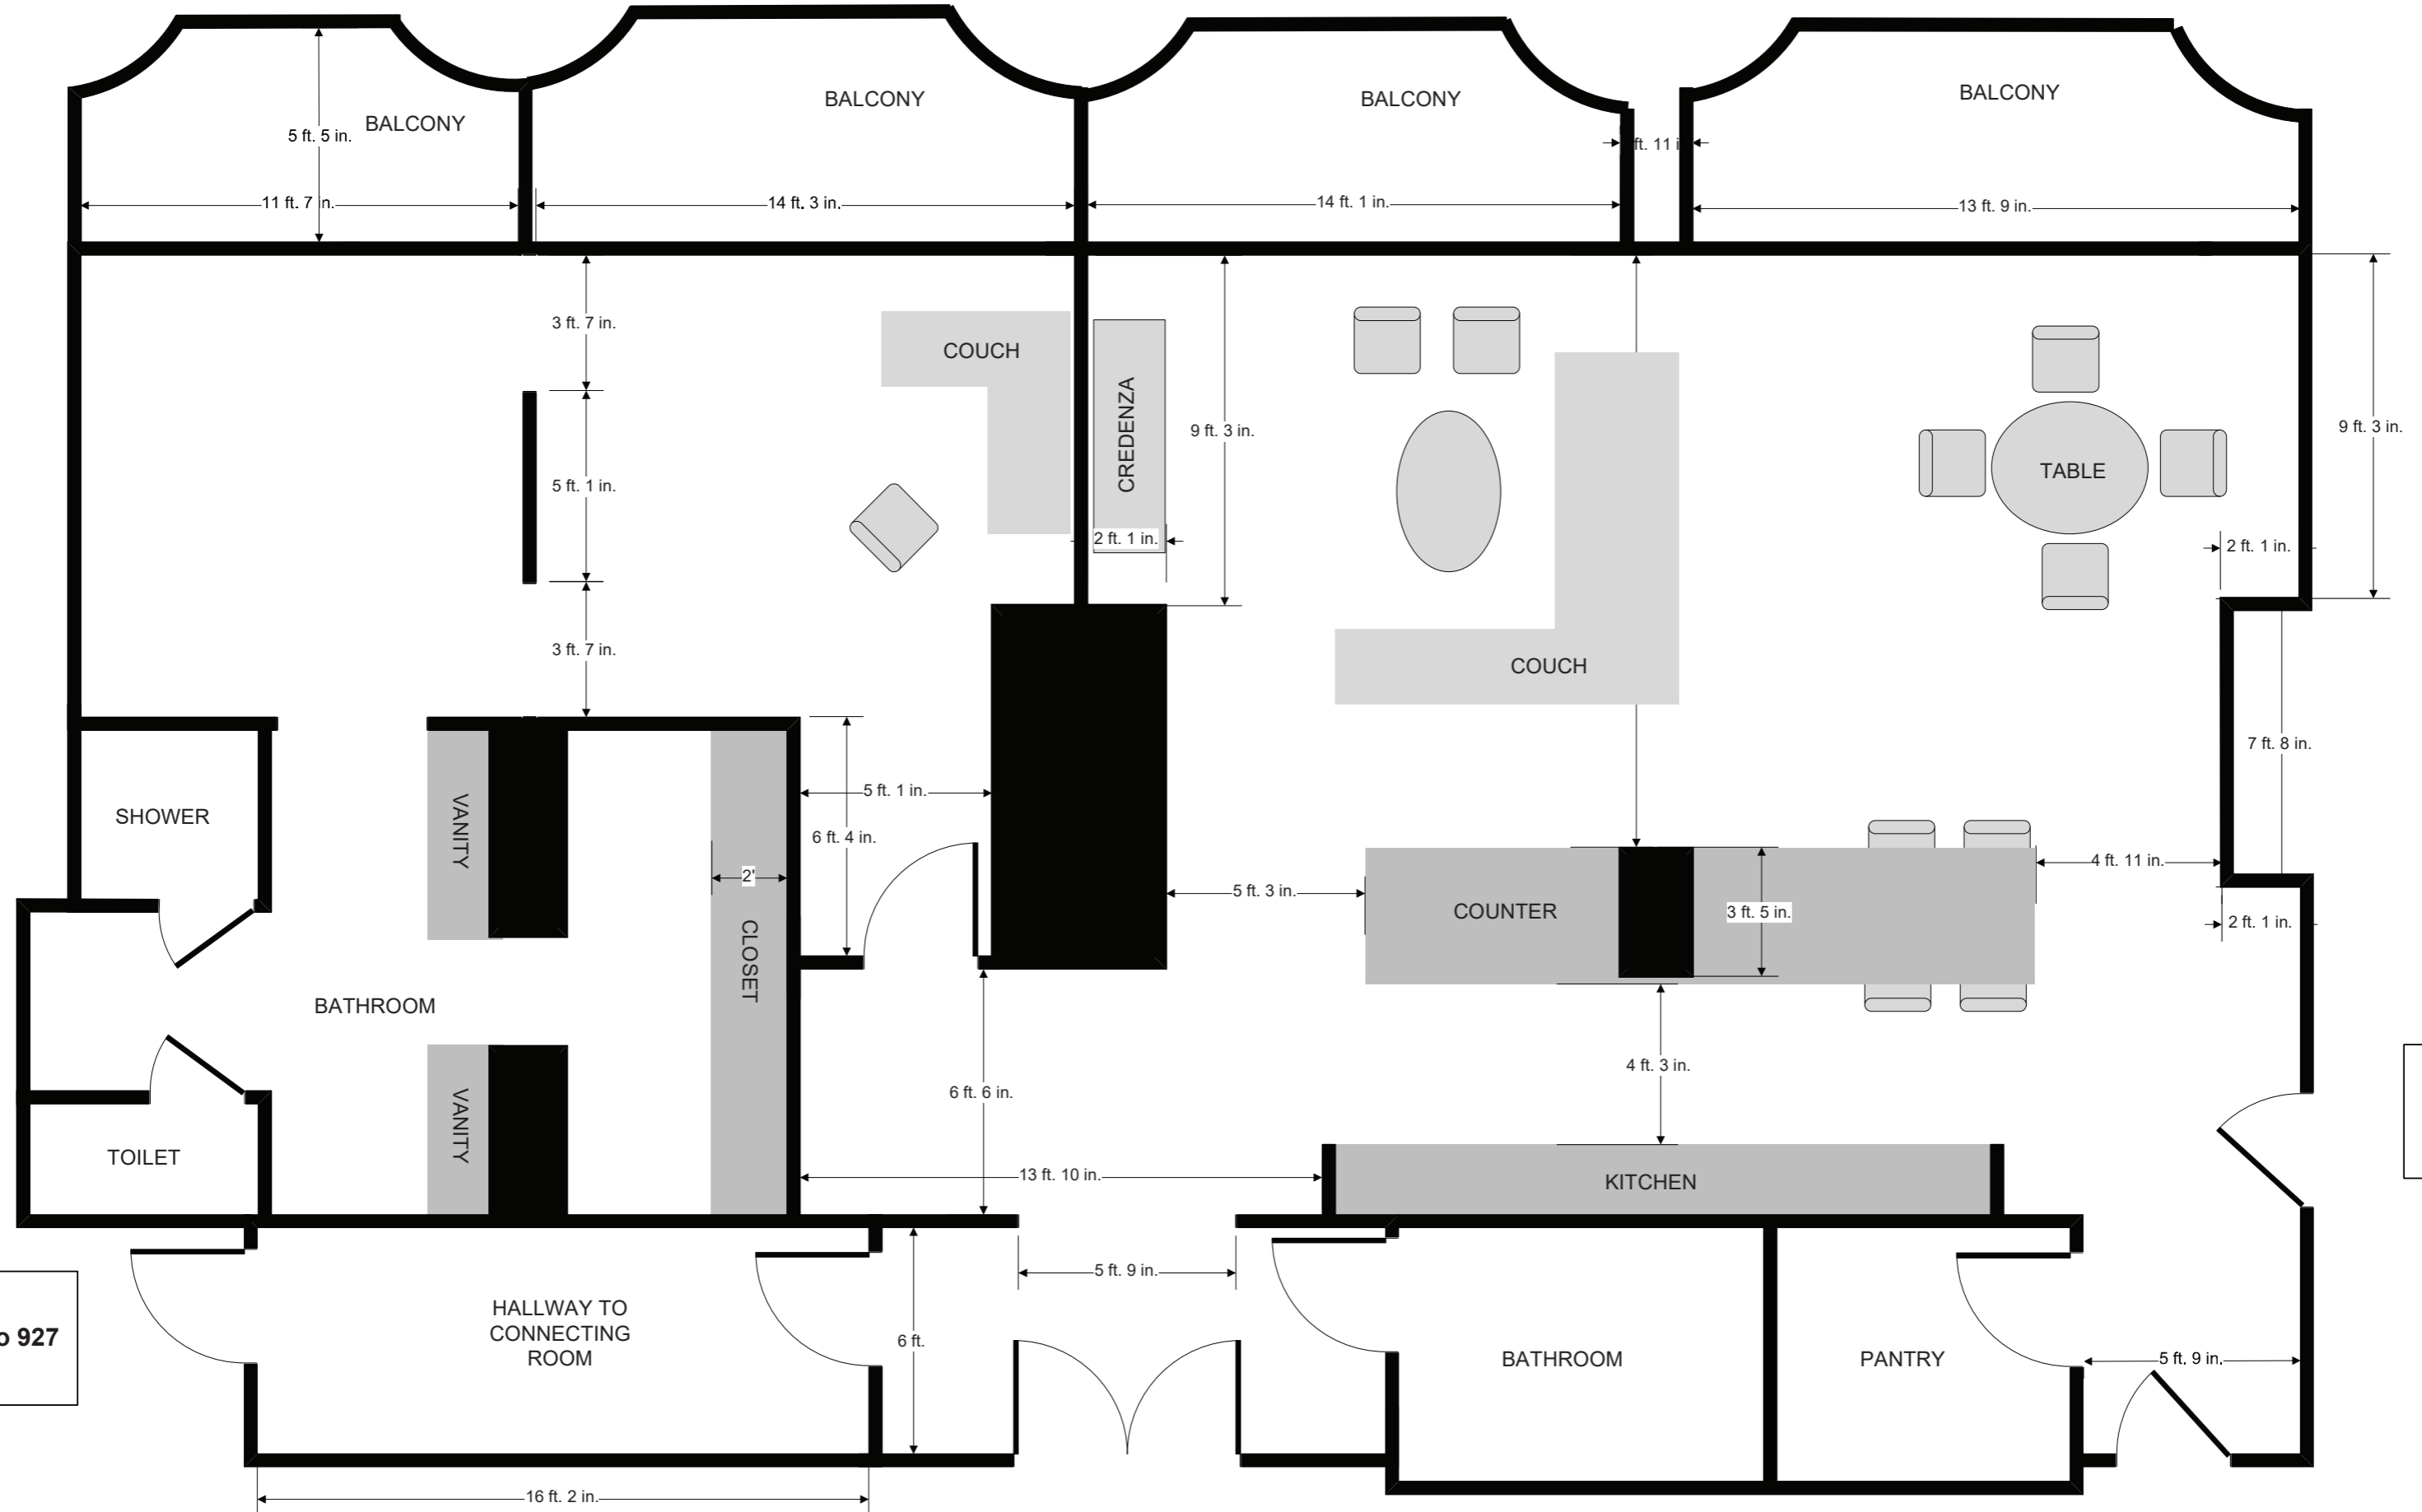 BALCONY
BALCONY
BALCONY
BALCONY
5 ft. 5 in.
ft. 11 i
11 ft. 7 in.
14 ft. 3 in.
14 ft. 1 in.
13 ft. 9 in.
3 ft. 7 in.
COUCH
CREDENZA
9 ft. 3 in.
9 ft. 3 in.
TABLE
5 ft. 1 in.
2 ft. 1 in.
2 ft. 1 in.
3 ft. 7 in.
COUCH
7 ft. 8 in.
SHOWER
VANITY
5 ft. 1 in.
6 ft. 4 in.
2'
CLOSET
5 ft. 3 in.
COUNTER
3 ft. 5 in.
4 ft. 11 in.
2 ft. 1 in.
BATHROOM
4 ft. 3 in.
6 ft. 6 in.
TOILET
VANITY
13 ft. 10 in.
KITCHEN
5 ft. 9 in.
HALLWAY TO
CONNECTING
ROOM
o 927
6 ft.
BATHROOM
PANTRY
5 ft. 9 in.
16 ft. 2 in.